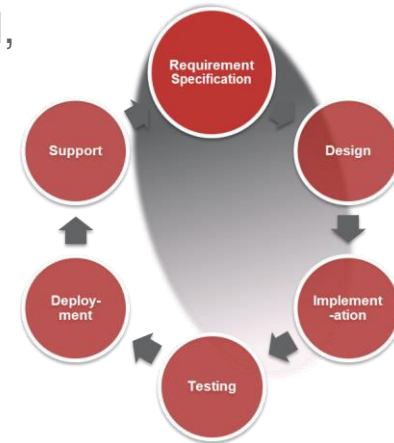 Requirement
Specification
Design
Implement
-ation
Testing
Deploy-
ment
Support